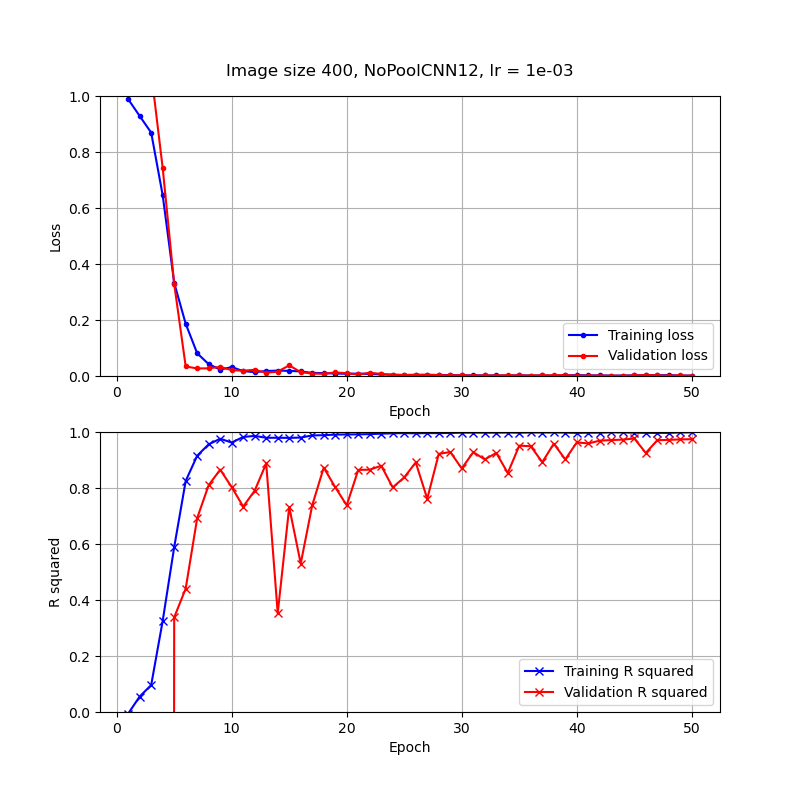 Image size 400, NoPoolCNN12, lr = 1e-03
1.0
0.8
0.6
0.4
0.2
0.0
Loss
0 10 20 30 40 50
Epoch
Training loss
Validation loss
1.0
0.8
0.6
0.4
0.2
0.0
R squared
0 10 20 30 40 50
Epoch
Training R squared
Validation R squared